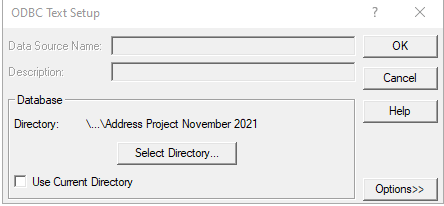 ODBC Text Setup ? ×
Data Source Name: OK
Description: Cancel
Database
Help
Directory: \...\Address Project November 2021
Select Directory...
Use Current Directory
Options>>